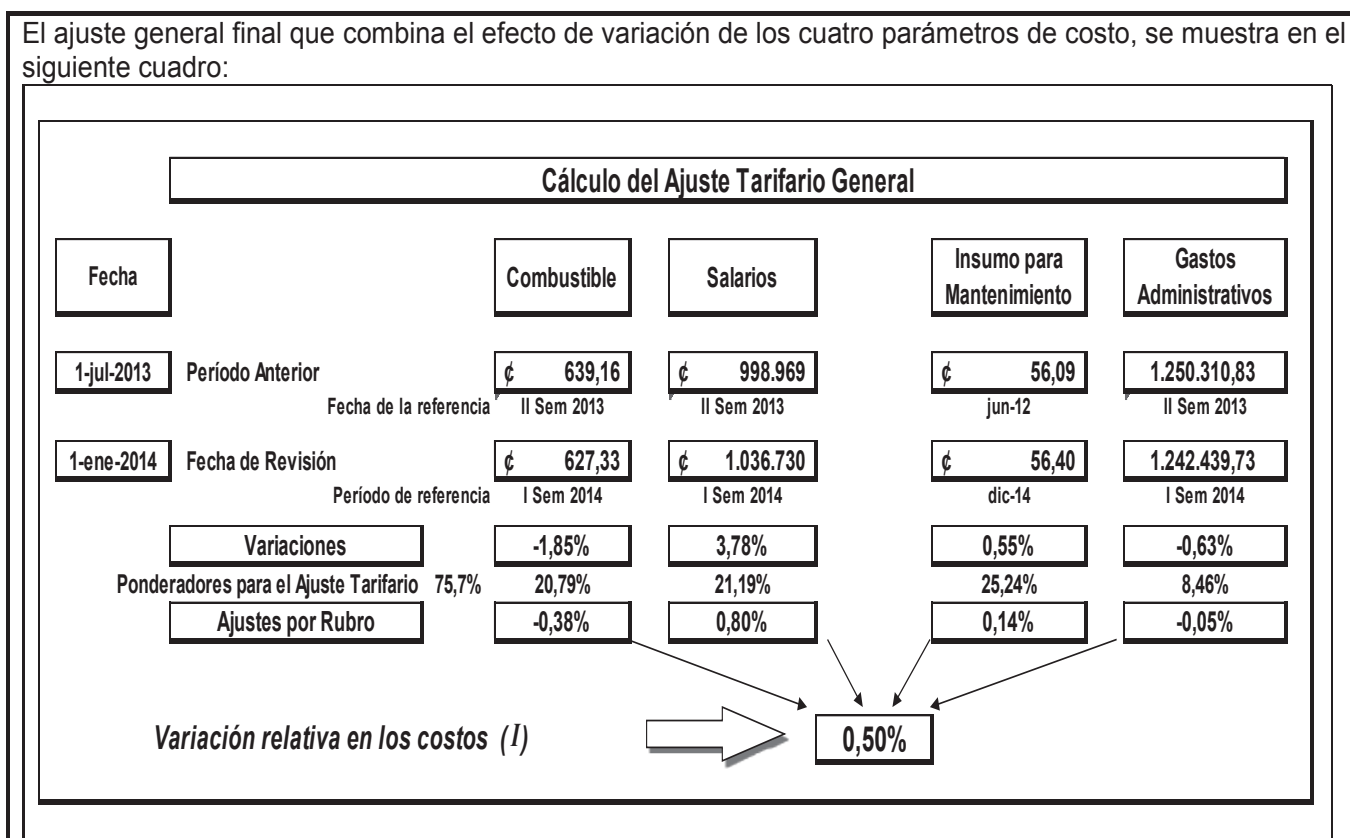 El ajuste general final que combina el efecto de variación de los cuatro parámetros de costo, se muestra en el
siguiente cuadro:
Cálculo del Ajuste Tarifario General
Fecha Combustible Salarios Insumo para Mantenimiento Gastos Administrativos
1-jul-2013 Período Anterior ₡ 639,16 ₡ 998.969 ₡ 56,09 1.250.310,83
Fecha de la referencia II Sem 2013 II Sem 2013 jun-12 II Sem 2013
1-ene-2014 Fecha de Revisión ₡ 627,33 ₡ 1.036.730 ₡ 56,40 1.242.439,73
Período de referencia I Sem 2014 I Sem 2014 dic-14 I Sem 2014
Variaciones -1,85% 3,78% 0,55% -0,63%
Ponderadores para el Ajuste Tarifario 75,7% 20,79% 21,19% 25,24% 8,46%
Ajustes por Rubro -0,38% 0,80% 0,14% -0,05%
Variación relativa en los costos (I) 0,50%